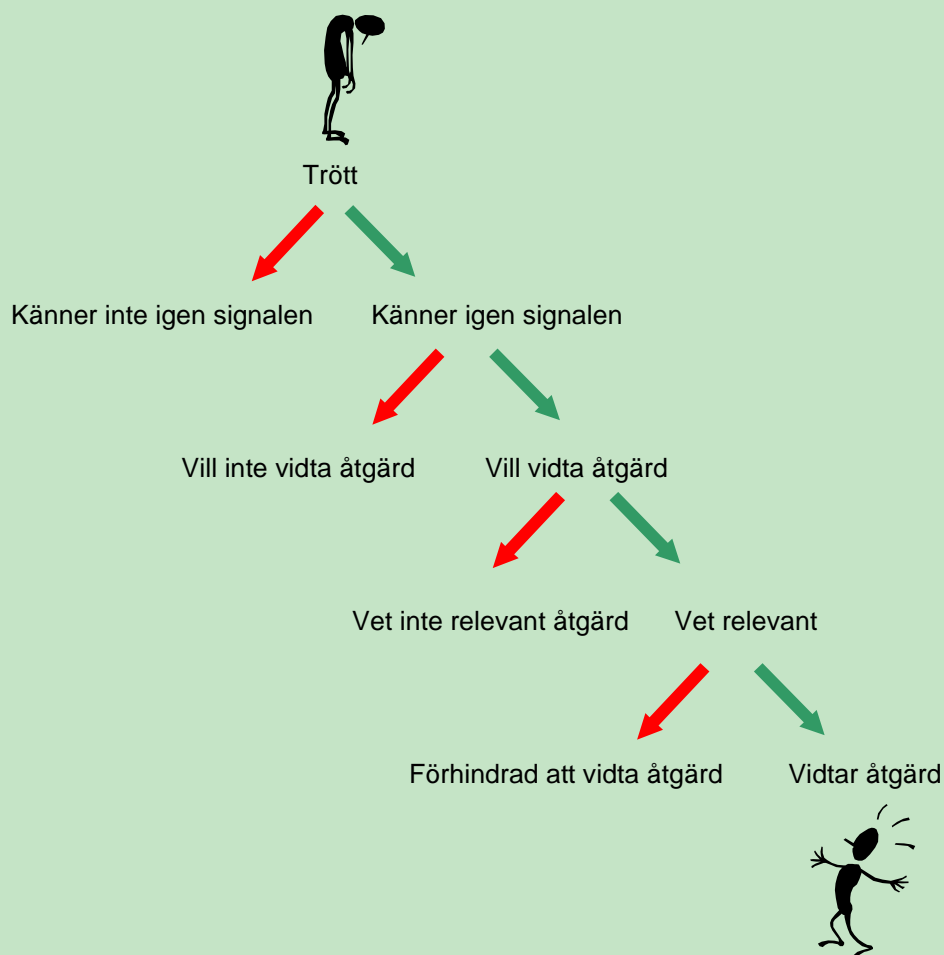 Trött
Känner inte igen signalen
Känner igen signalen
Vill inte vidta åtgärd
Vill vidta åtgärd
Vet inte relevant åtgärd
Vet relevant
Förhindrad att vidta åtgärd
Vidtar åtgärd